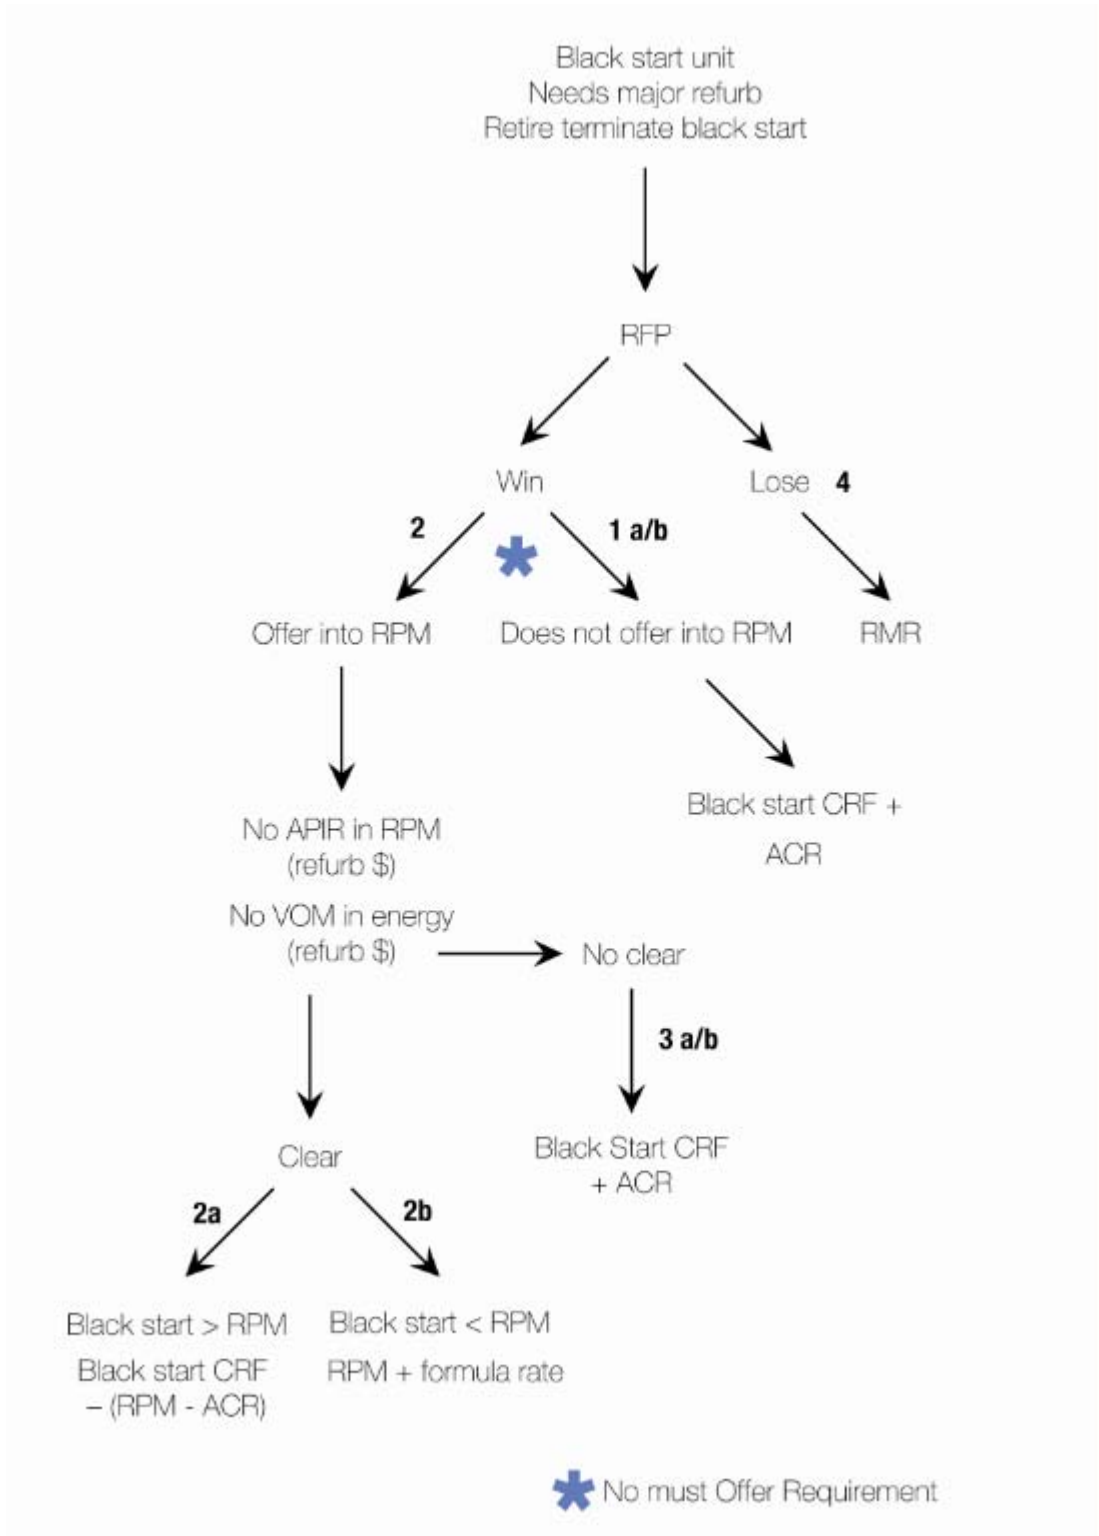 Black start unit
Needs major refurb
Retire terminate black start
RFP
Win
Lose 4
2
1 a/b
*
Offer into RPM
Does not offer into RPM
RMR
No APIR in RPM
(refurb $)
Black start CRF +
ACR
No VOM in energy
(refurb $)
No clear
3 a/b
Clear
Black Start CRF
+ ACR
2a
2b
Black start > RPM
Black start < RPM
Black start CRF
– (RPM - ACR)
RPM + formula rate
* No must Offer Requirement